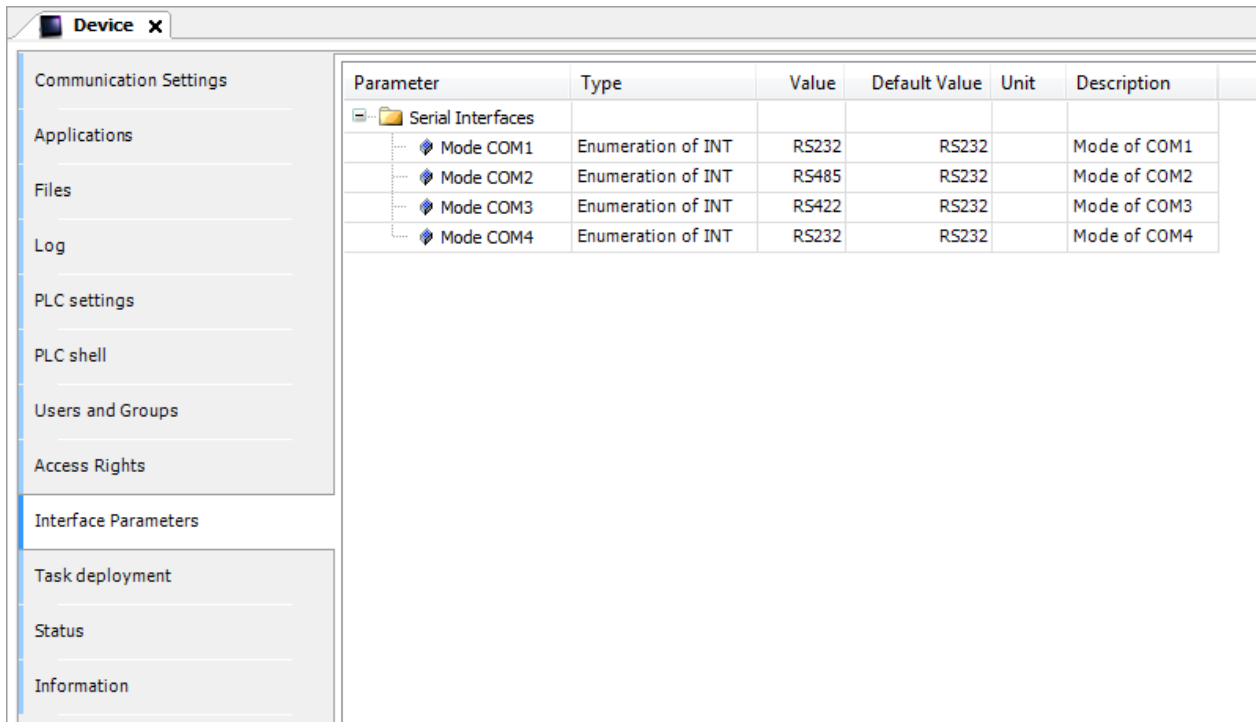 Device
Communication Settings
Applications
Files
Log
PLC settings
PLC shell
Users and Groups
Access Rights
Interface Parameters
Task deployment
Status
Information
Parameter Type Value Default Value Unit Description
Serial Interfaces
Mode COM1 Enumeration of INT RS232 RS232 Mode of COM1
Mode COM2 Enumeration of INT RS485 RS232 Mode of COM2
Mode COM3 Enumeration of INT RS422 RS232 Mode of COM3
Mode COM4 Enumeration of INT RS232 RS232 Mode of COM4